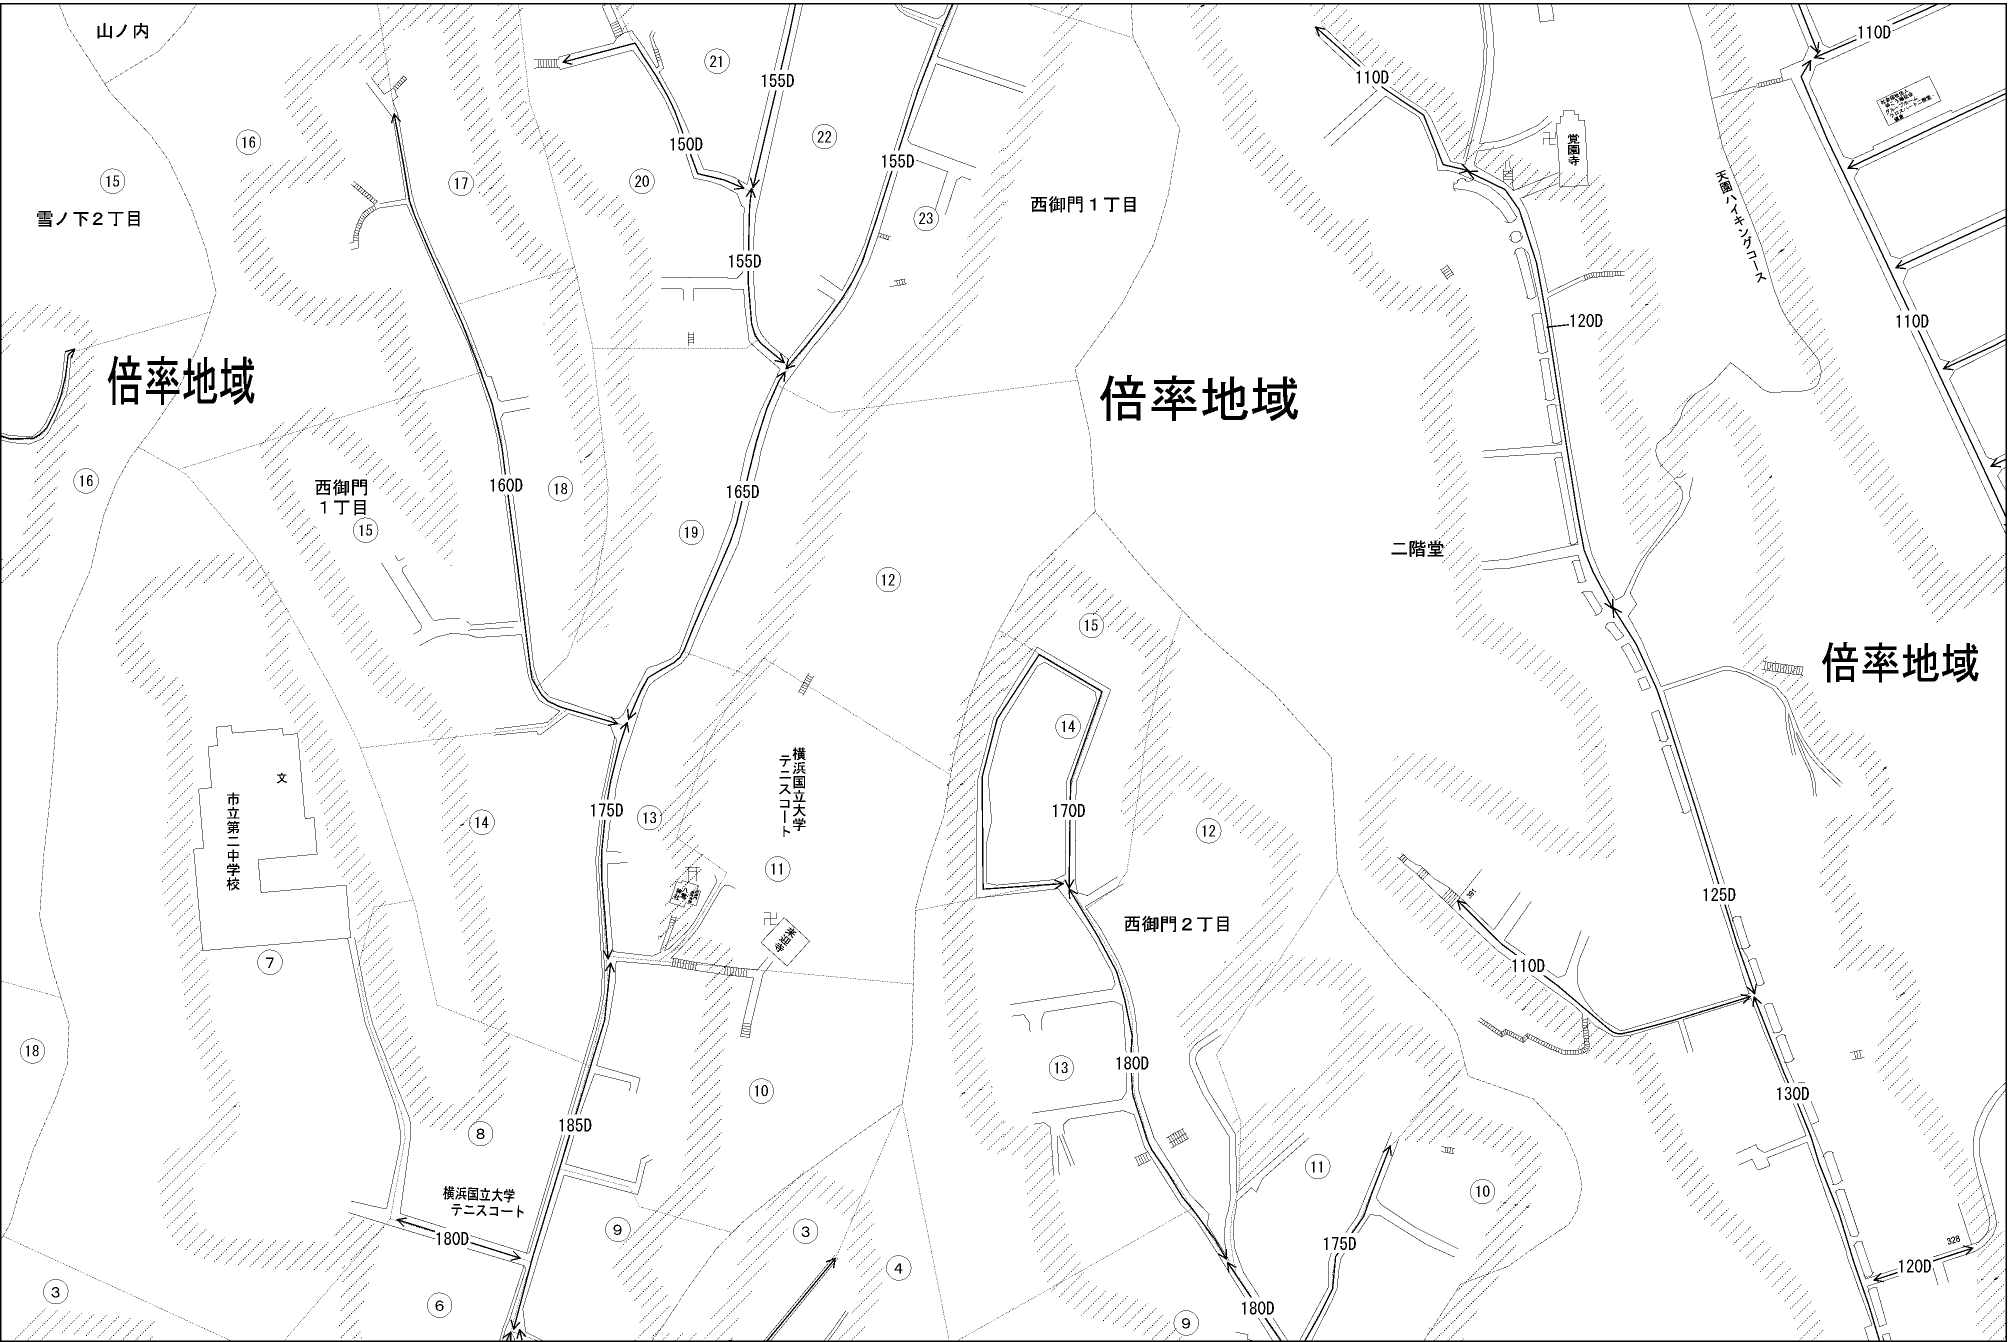 山ノ内
110D
21
155D
110D
150D
22
155D
覚園寺
16
15
17
20
天園ハイキングコース
雪ノ下２丁目
23
西御門１丁目
155D
120D
110D
倍率地域
倍率地域
16
160D
18
165D
西御門
１丁目
15
19
二階堂
12
15
倍率地域
14
横浜国立大学
テニスコート
文
市立第二中学校
175D
13
170D
14
12
11
125D
391
西御門２丁目
来迎寺
7
110D
18
13
180D
10
185D
130D
8
11
10
横浜国立大学
テニスコート
9
3
180D
175D
328
4
120D
3
6
180D
9